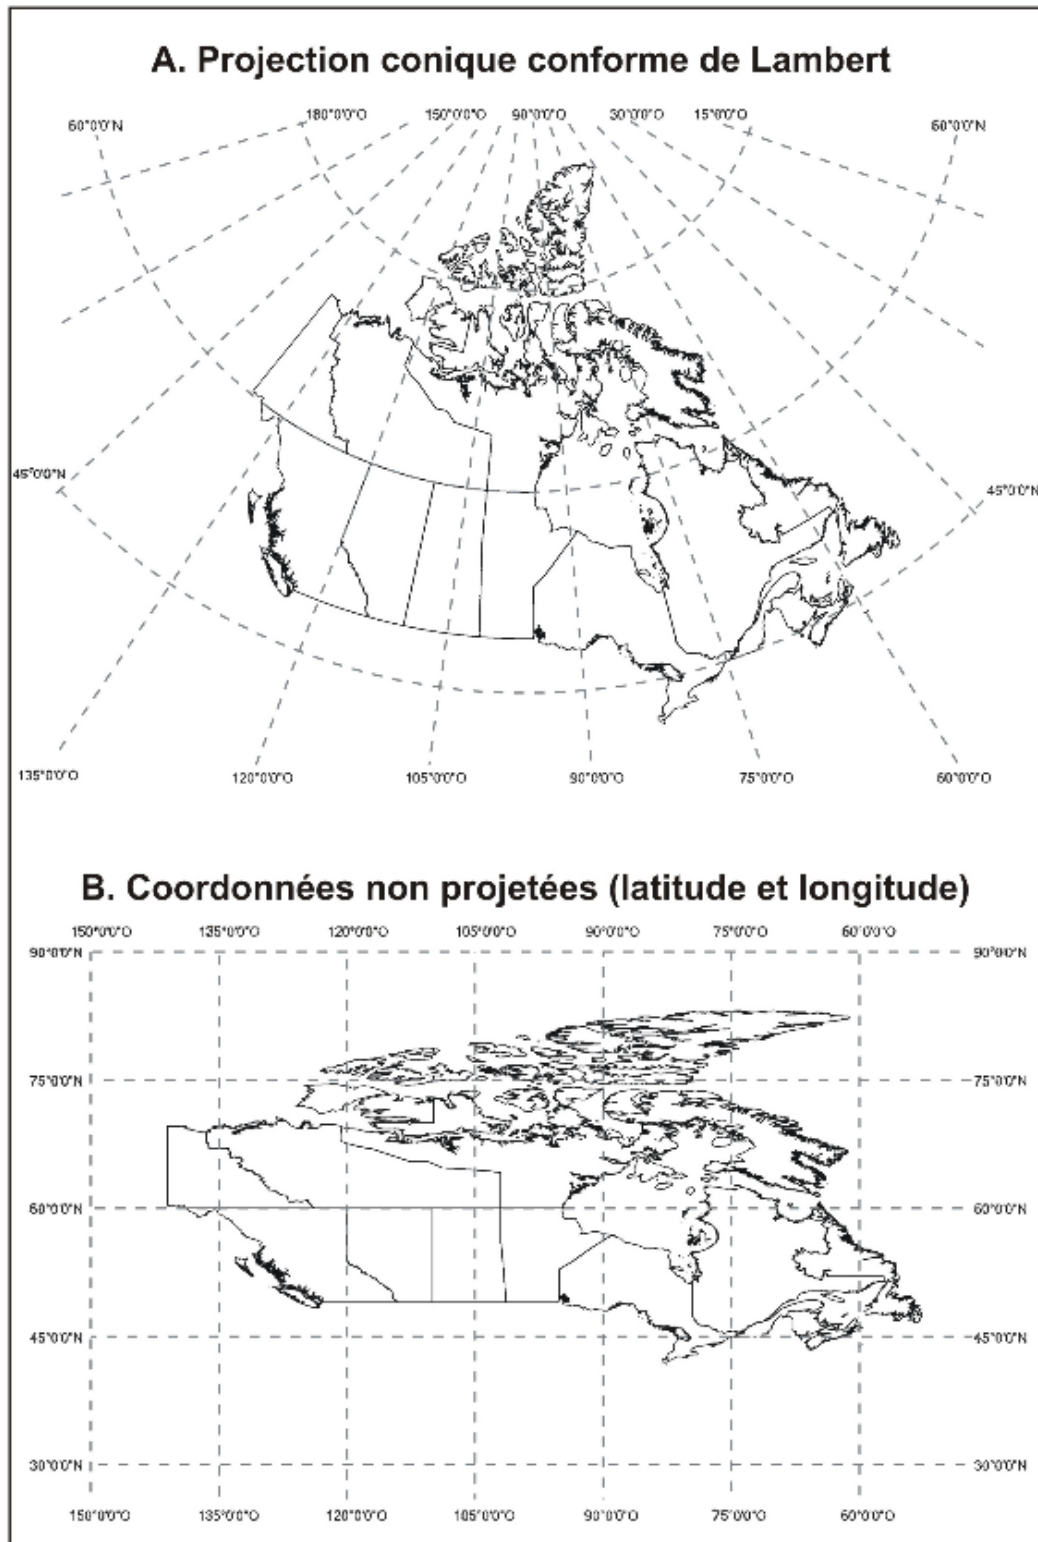 A. Projection conique conforme de Lambert
180°0'0"O 150°0'0"O 90°0'0"O 30°0'0"O 15°0'0"O
60°0'0"N 60°0'0"N
45°0'0"N 45°0'0"N
135°0'0"O 120°0'0"O 105°0'0"O 90°0'0"O 75°0'0"O 60°0'0"O
B. Coordonnées non projetées (latitude et longitude)
150°0'0"O 135°0'0"O 120°0'0"O 105°0'0"O 90°0'0"O 75°0'0"O 60°0'0"O
90°0'0"N 90°0'0"N
75°0'0"N 75°0'0"N
60°0'0"N 60°0'0"N
45°0'0"N 45°0'0"N
30°0'0"N 30°0'0"N
150°0'0"O 135°0'0"O 120°0'0"O 105°0'0"O 90°0'0"O 75°0'0"O 60°0'0"O